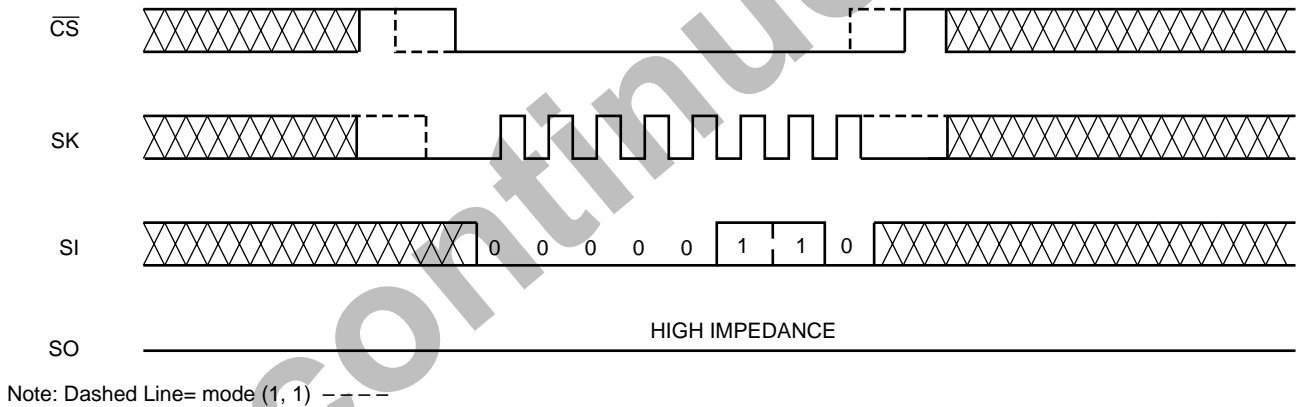 CS
SK
SI
0 0 0 0 0 1 1 0
HIGH IMPEDANCE
SO
Note: Dashed Line= mode (1, 1) – – – –
continu